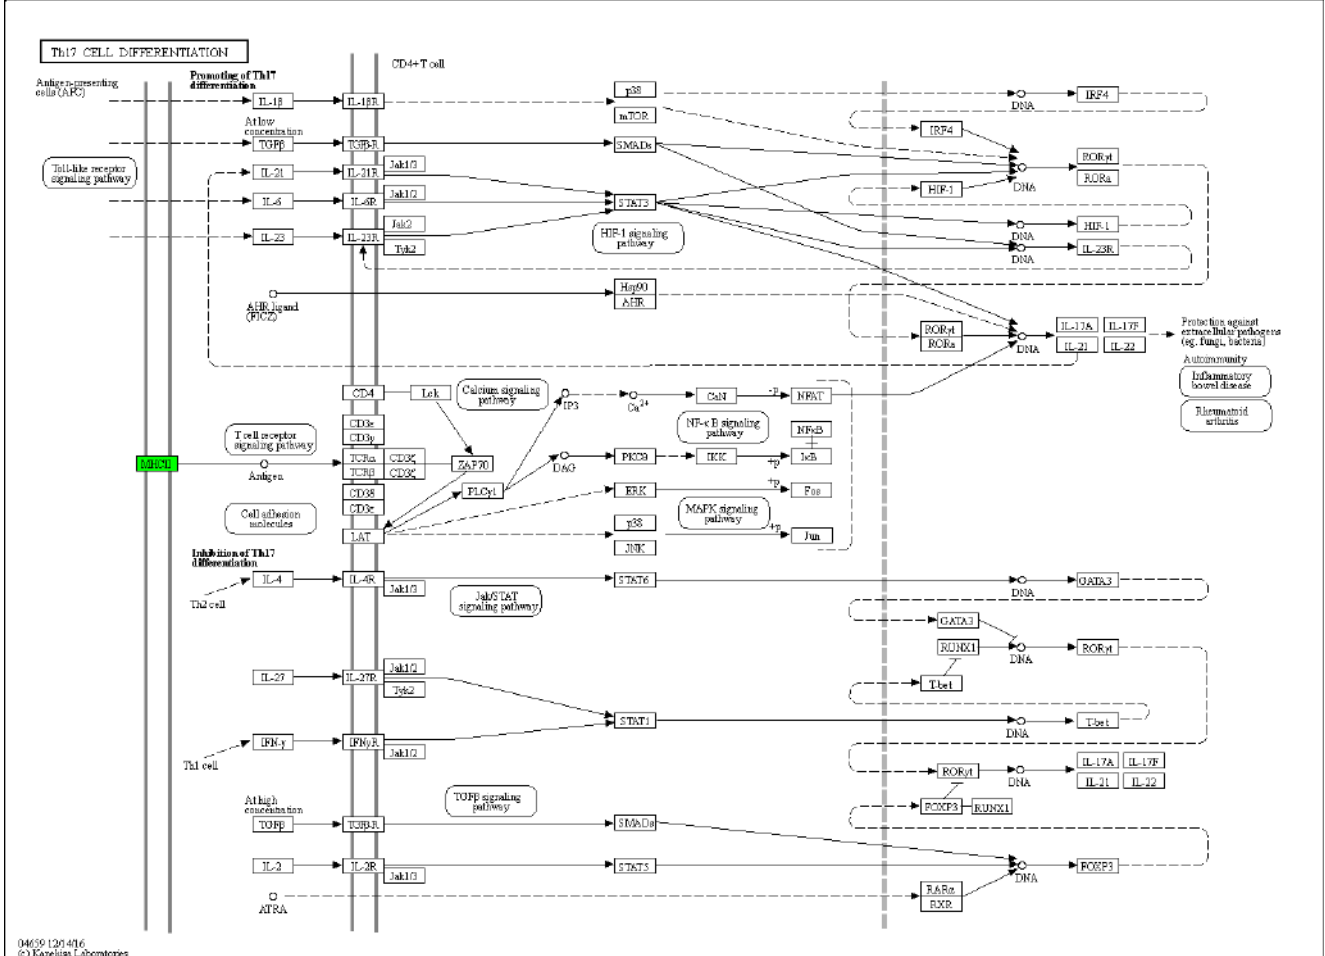 Th17 CELL DIFFERENTIATION
CD4+ T cell
Antigen-presenting
cells (APC)
Promoting of Th17
differentiation
IL-1β
IL-1βR
p38
mTOR
DNA
IRF4
IRF4
At low
concentration
TGFβ
TGFβ-R
SMADs
RORγt
RORα
DNA
Toll-like receptor
signaling pathway
IL-21
IL-21R
Jak1/3
HIF-1
IL-6
IL-6R
Jak1/2
STAT3
IL-23
IL-23R
Jak2
Tyk2
HIF-1 signaling
pathway
DNA
HIF-1
DNA
IL-23R
AHR ligand
(FICZ)
Hsp90
AHR
RORγt
RORα
DNA
IL-17A
IL-17F
IL-21
IL-22
Protection against
extracellular pathogens
(eg. fungi, bacteria)
Autoimmunity
Inflammatory
bowel disease
Rheumatoid
arthritis
CD4
Lck
Calcium signaling
pathway
IP3
Ca2+
CaN
-p
NFAT
CD3ε
CD3γ
T cell receptor
signaling pathway
NF-κB signaling
pathway
NFκB
MHCII
Antigen
TCRα
CD3ζ
TCRβ
CD3ζ
ZAP70
DAG
PKCθ
IKK
+p
IκB
PLCγ1
ERK
+p
Fos
CD3δ
CD3ε
Cell adhesion
molecules
MAPK signaling
pathway
LAT
p38
JNK
+p
Jun
Inhibition of Th17
differentiation
Th2 cell
IL-4
IL-4R
Jak1/3
STAT6
DNA
GATA3
Jak/STAT
signaling pathway
GATA3
RUNX1
DNA
RORγt
T-bet
IL-27
IL-27R
Jak1/2
Tyk2
STAT1
DNA
T-bet
Th1 cell
IFN-γ
IFNγR
Jak1/2
RORγt
DNA
IL-17A
IL-17F
IL-21
IL-22
FOXP3
RUNX1
At high
concentration
TGFβ
TGFβ-R
TGFβ signaling
pathway
SMADs
IL-2
IL-2R
Jak1/3
STAT5
DNA
FOXP3
ATRA
RARα
RXR
04659 12/14/16
(c) Kanehisa Laboratories